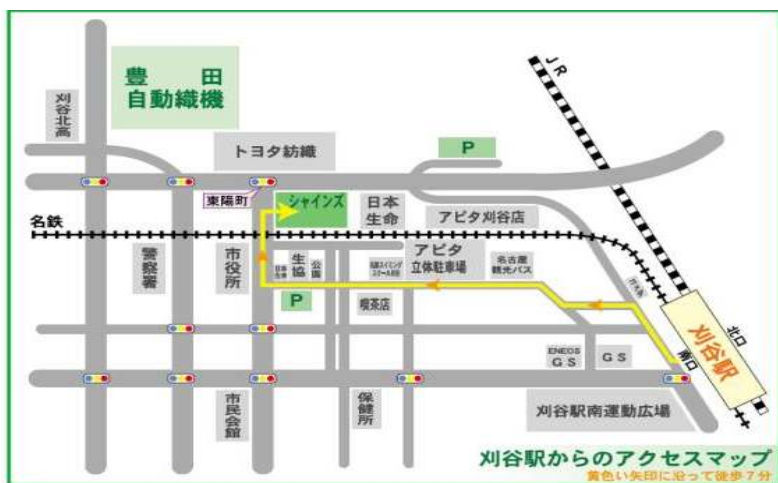 豊　田
自動織機
刈谷北高
トヨタ紡織
P
JR
東陽町
シャインズ
日本
生命
アピタ刈谷店
名鉄
警察署
市役所
生協
公園
アピタ
立体駐車場
名古屋
観光バス
P
喫茶店
ENEOS
GS
GS
刈谷駅
北口
南口
市民会館
保健所
刈谷駅南運動広場
刈谷駅からのアクセスマップ
黄色い矢印に沿って徒歩7分